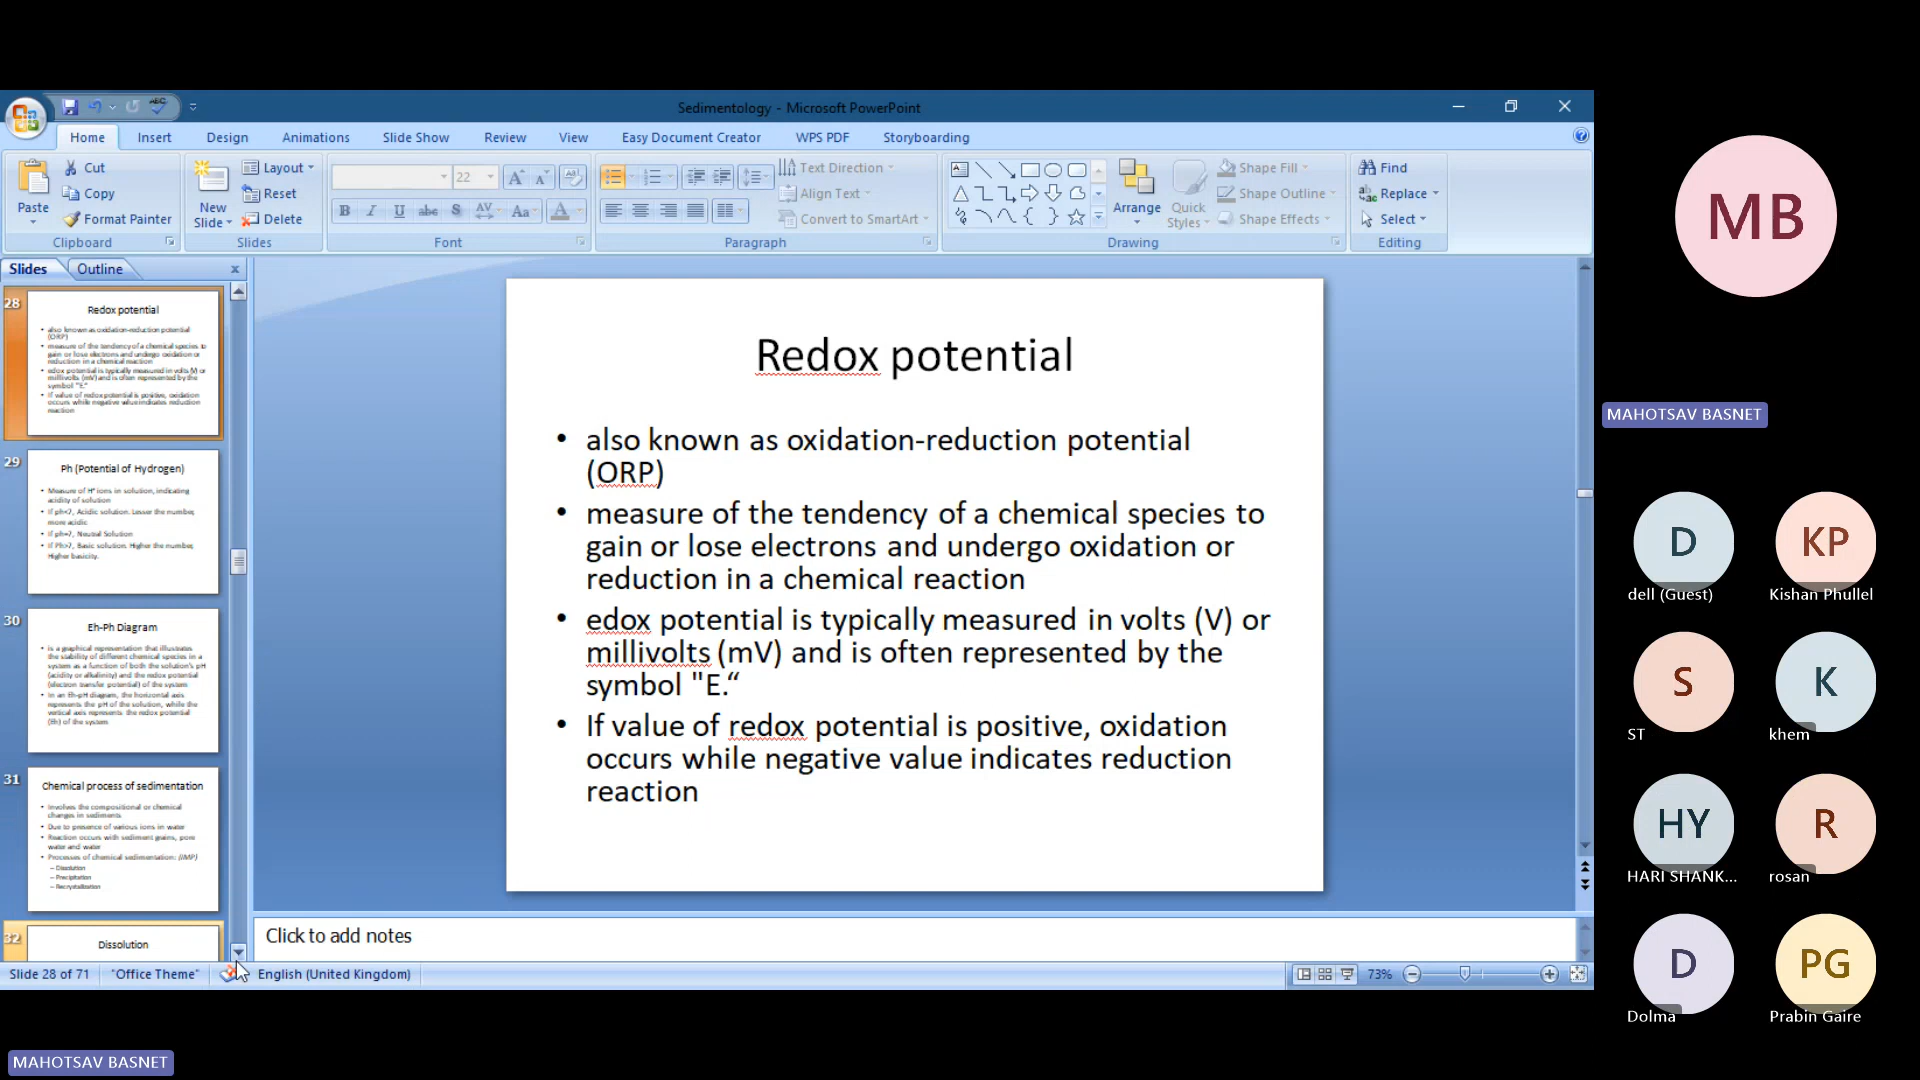 Sedimentology - Microsoft PowerPoint
Home Insert Design Animations Slide Show Review View Easy Document Creator WPS PDF Storyboarding
Paste
Cut
Copy
Format Painter
Clipboard
New
Slide
Layout
Reset
Delete
Slides
22
Font
Text Direction
Align Text
Convert to SmartArt
Paragraph
Arrange
Quick
Styles
Shape Fill
Shape Outline
Shape Effects
Drawing
Find
Replace
Select
Editing
Slides Outline
28
Redox potential
• also known as oxidation-reduction potential
(ORP)
• measure of the tendency of a chemical species to
gain or lose electrons and undergo oxidation or
reduction in a chemical reaction
• edox potential is typically measured in volts (V) or
millivolts (mV) and is often represented by the
symbol "E.“
• If value of redox potential is positive, oxidation
occurs while negative value indicates reduction
reaction
29
Ph (Potential of Hydrogen)
• Measure of H⁺ ions in solution, indicating
acidity of solution
• If ph<7, Acidic solution. Lesser the number,
more acidic
• If ph=7, Neutral Solution
• If Ph>7, Basic solution. Higher the number,
Higher basicity.
30
Eh-Ph Diagram
• is a graphical representation that illustrates
the stability of different chemical species in a
system as a function of both the solution's pH
(acidity or alkalinity) and the redox potential
(electron transfer potential) of the system
• In an Eh-pH diagram, the horizontal axis
represents the pH of the solution, while the
vertical axis represents the redox potential
(Eh) of the system
31
Chemical process of sedimentation
• Involves the compositional or chemical
changes in sediments
• Due to presence of various ions in water
• Reaction occurs with sediment grains, pore
water and water
• Processes of chemical sedimentation: (IMP)
– Dissolution
– Precipitation
– Recrystallization
32
Dissolution
Redox potential
• also known as oxidation-reduction potential
(ORP)
• measure of the tendency of a chemical species to
gain or lose electrons and undergo oxidation or
reduction in a chemical reaction
• edox potential is typically measured in volts (V) or
millivolts (mV) and is often represented by the
symbol "E.“
• If value of redox potential is positive, oxidation
occurs while negative value indicates reduction
reaction
Click to add notes
Slide 28 of 71 "Office Theme" English (United Kingdom) 73%
MB
MAHOTSAV BASNET
D
dell (Guest)
KP
Kishan Phullel
S
ST
K
khem
HY
HARI SHANK...
R
rosan
D
Dolma
PG
Prabin Gaire
MAHOTSAV BASNET